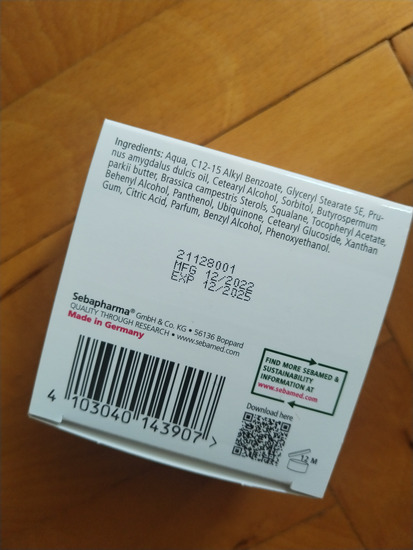 Ingredients: Aqua, C12-15 Alkyl Benzoate, Glyceryl Stearate SE, Pru-
nus amygdalus dulcis oil, Cetearyl Alcohol, Sorbitol, Butyrospermum
parkii butter, Brassica campestris Sterols, Squalane, Tocopheryl Acetate,
Behenyl Alcohol, Panthenol, Ubiquinone, Cetearyl Glucoside, Xanthan
Gum, Citric Acid, Parfum, Benzyl Alcohol, Phenoxyethanol.
21128001
MFG 12/2022
EXP 12/2025
Sebapharma® GmbH & Co. KG • 56136 Boppard
QUALITY THROUGH RESEARCH • www.sebamed.com
Made in Germany
FIND MORE SEBAMED &
SUSTAINABILITY
INFORMATION AT
www.sebamed.com
Download here
4 103040 143907 >
12 M